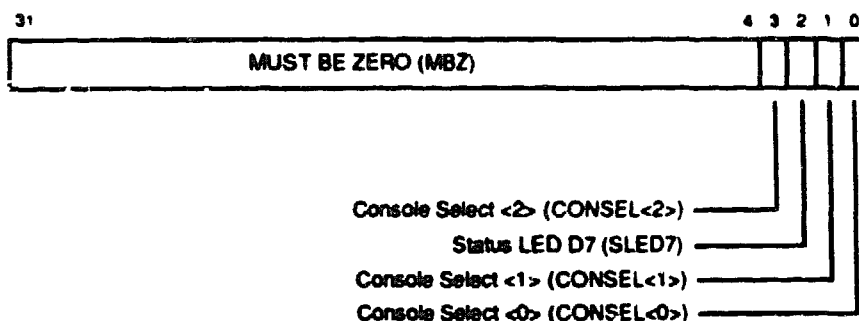 31 4 3 2 1 0
MUST BE ZERO (MBZ)
Console Select <2> (CONSEL<2>)
Status LED D7 (SLED7)
Console Select <1> (CONSEL<1>)
Console Select <0> (CONSEL<0>)